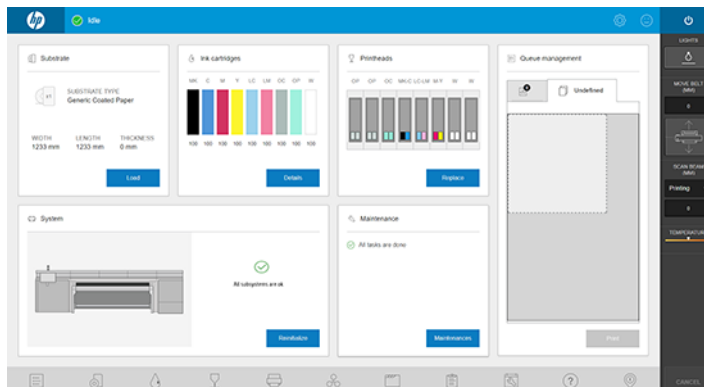 hp
Idle
Substrate
x1
SUBSTRATE TYPE
Generic Coated Paper
WIDTH LENGTH THICKNESS
1233 mm 1233 mm 0 mm
Load
Ink cartridges
MK C M Y LC LM OC OP W
100 100 100 100 100 100 100 100 100
Details
Printheads
OP OP OC MK-C LC-LM M-Y W W
Replace
Queue management
0
Undefined
Print
System
All subsystems are ok
Reinitialize
Maintenance
All tasks are done
Maintenances
LIGHTS
MOVE BELT
(MM)
0
SCAN BEAM
(MM)
Printing
0
TEMPERATURE
CANCEL